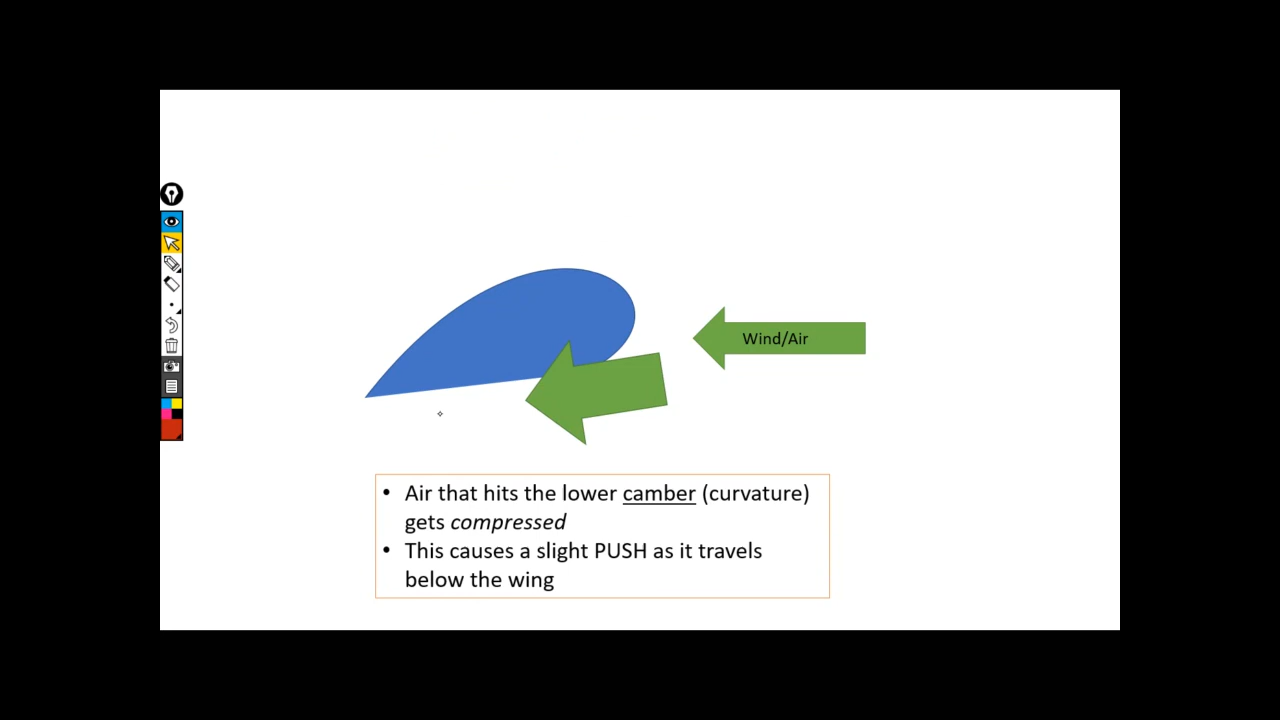 Wind/Air
• Air that hits the lower camber (curvature)
gets compressed
• This causes a slight PUSH as it travels
below the wing